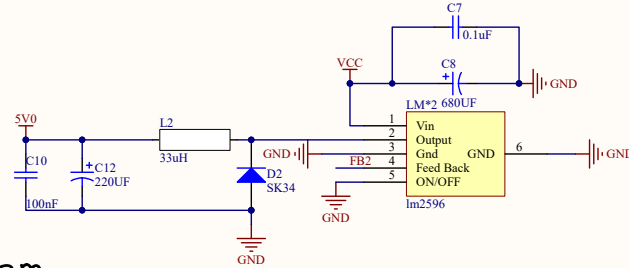 C7
0.1uF
VCC
C8
+
680UF
GND
LM*2
5V0
L2
33uH
1 Vin
2 Output
3 Gnd
4 Feed Back
5 ON/OFF
GND 6
GND
GND
FB2
C10
100nF
+
C12
220UF
D2
SK34
GND
lm2596
GND